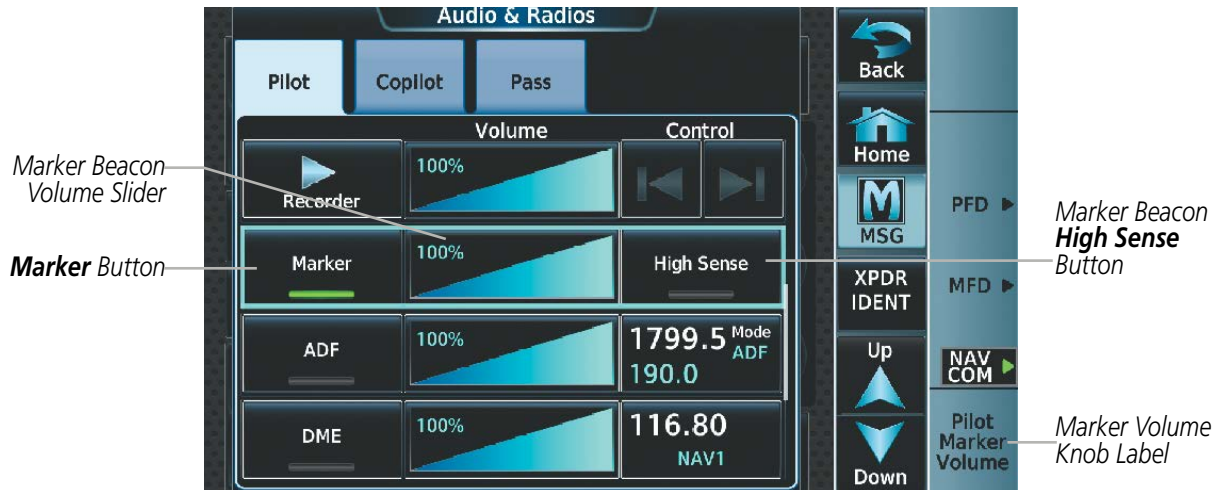 Audio & Radios
Pilot Copilot Pass
Volume Control
Recorder 100%
Marker 100% High Sense
ADF 100% 1799.5 Mode ADF
190.0
DME 100% 116.80
NAV1
Back
Home
MSG
XPDR
IDENT
Up
Down
PFD
MFD
NAV
COM
Pilot
Marker
Volume
Marker Beacon
Volume Slider
Marker Button
Marker Beacon
High Sense
Button
Marker Volume
Knob Label